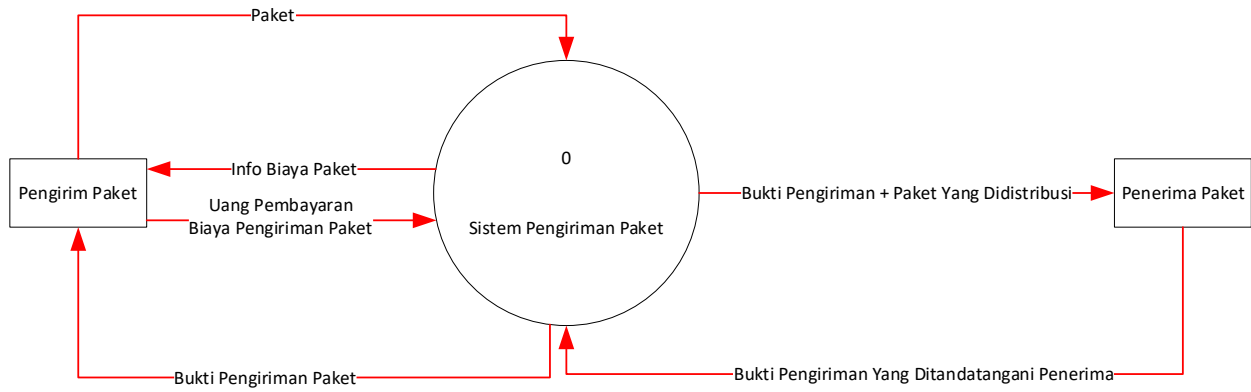 Paket
0
Pengirim Paket
Info Biaya Paket
Uang Pembayaran
Biaya Pengiriman Paket
Sistem Pengiriman Paket
Bukti Pengiriman + Paket Yang Didistribusi
Penerima Paket
Bukti Pengiriman Paket
Bukti Pengiriman Yang Ditandatangani Penerima